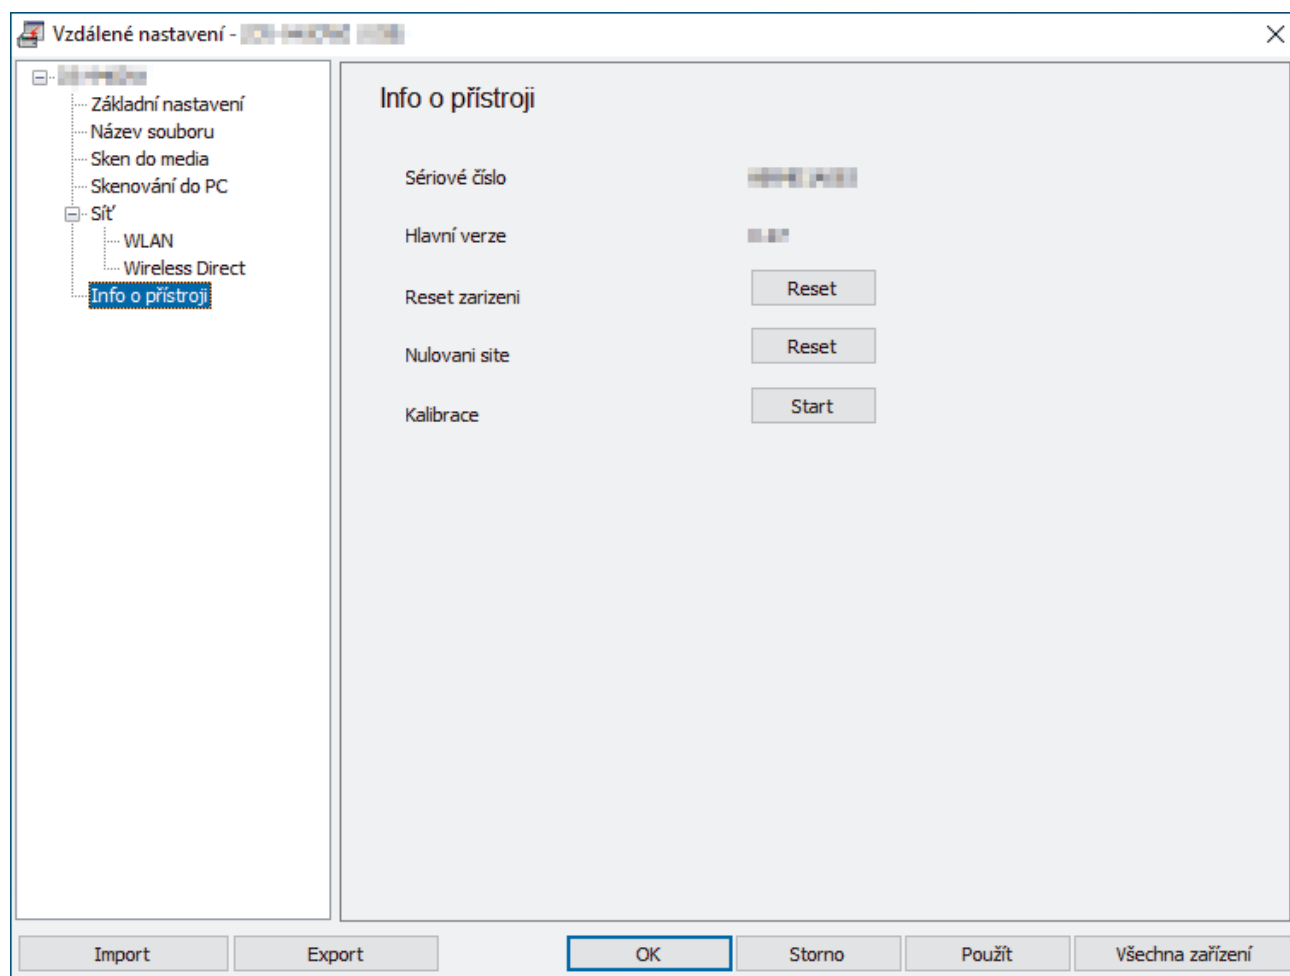 Vzdálené nastavení -
Základní nastavení
Název souboru
Sken do media
Skenování do PC
Síť
WLAN
Wireless Direct
Info o přístroji
Info o přístroji
Sériové číslo
Hlavní verze
Reset zarizeni Reset
Nulovani site Reset
Kalibrace Start
Import Export OK Storno Použít Všechna zařízení